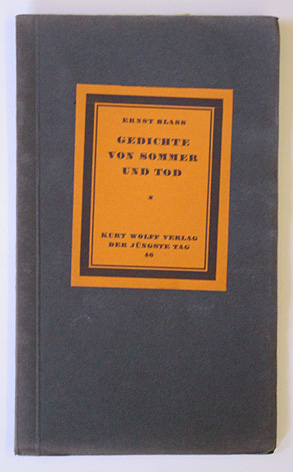 ERNST BLASS
GEDICHTE
VON SOMMER
UND TOD
*
KURT WOLFF VERLAG
DER JÜNGSTE TAG
46